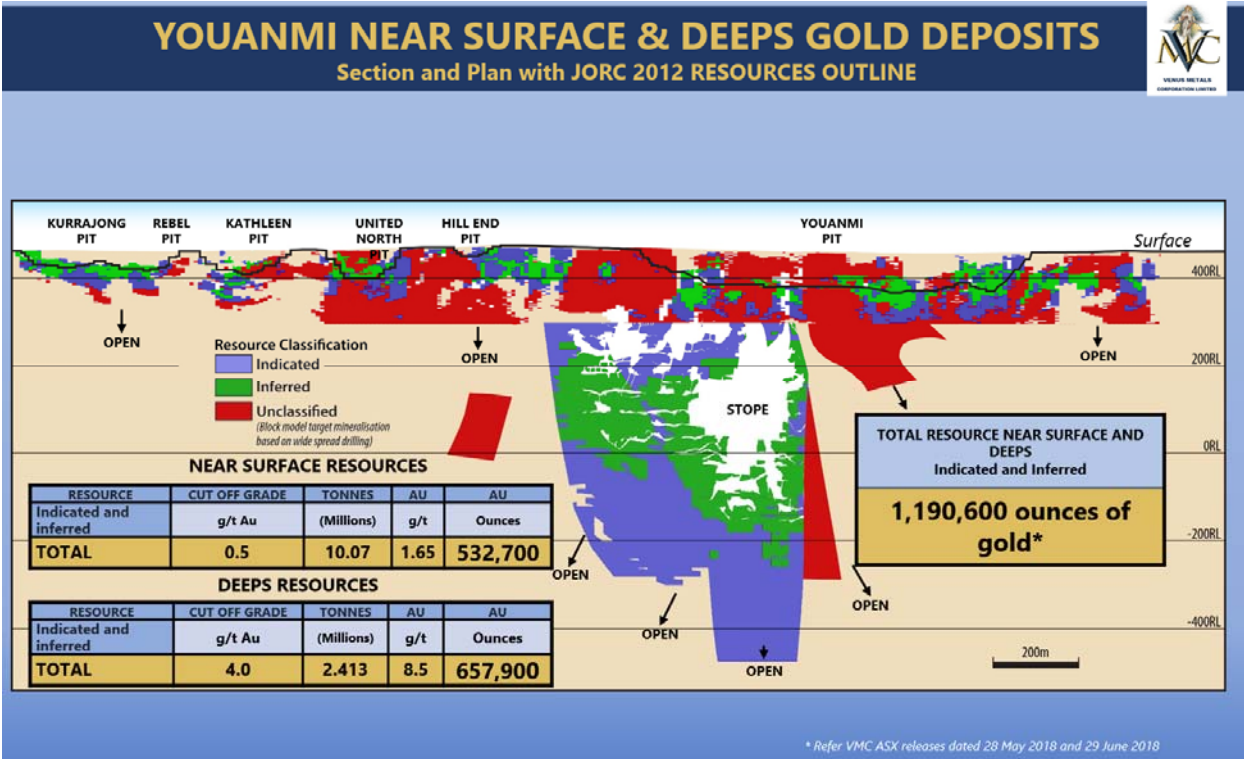 YOUANMI NEAR SURFACE & DEEPS GOLD DEPOSITS
Section and Plan with JORC 2012 RESOURCES OUTLINE
VMC
VENUS METALS
CORPORATION LIMITED
KURRAJONG
PIT
REBEL
PIT
KATHLEEN
PIT
UNITED
NORTH
PIT
HILL END
PIT
YOUANMI
PIT
Surface
400RL
OPEN
OPEN
OPEN
200RL
Resource Classification
Indicated
Inferred
Unclassified
(Block model target mineralisation
based on wide spread drilling)
STOPE
0RL
TOTAL RESOURCE NEAR SURFACE AND
DEEPS
Indicated and Inferred
1,190,600 ounces of
gold*
NEAR SURFACE RESOURCES
RESOURCE CUT OFF GRADE TONNES AU AU
Indicated and
inferred g/t Au (Millions) g/t Ounces
TOTAL 0.5 10.07 1.65 532,700
-200RL
OPEN
DEEPS RESOURCES
RESOURCE CUT OFF GRADE TONNES AU AU
Indicated and
inferred g/t Au (Millions) g/t Ounces
TOTAL 4.0 2.413 8.5 657,900
OPEN
OPEN
OPEN
-400RL
200m
* Refer VMC ASX releases dated 28 May 2018 and 29 June 2018